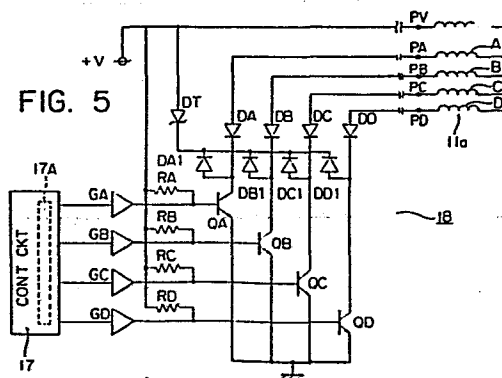 PV
+V
PA
A
PB
B
FIG. 5
PC
C
PD
D
DT
DA
DB
DC
DD
11a
DA1
DB1
DC1
DD1
17A
RA
GA
QA
18
RB
GB
QB
CONT CKT
RC
GC
QC
RD
GD
QD
17